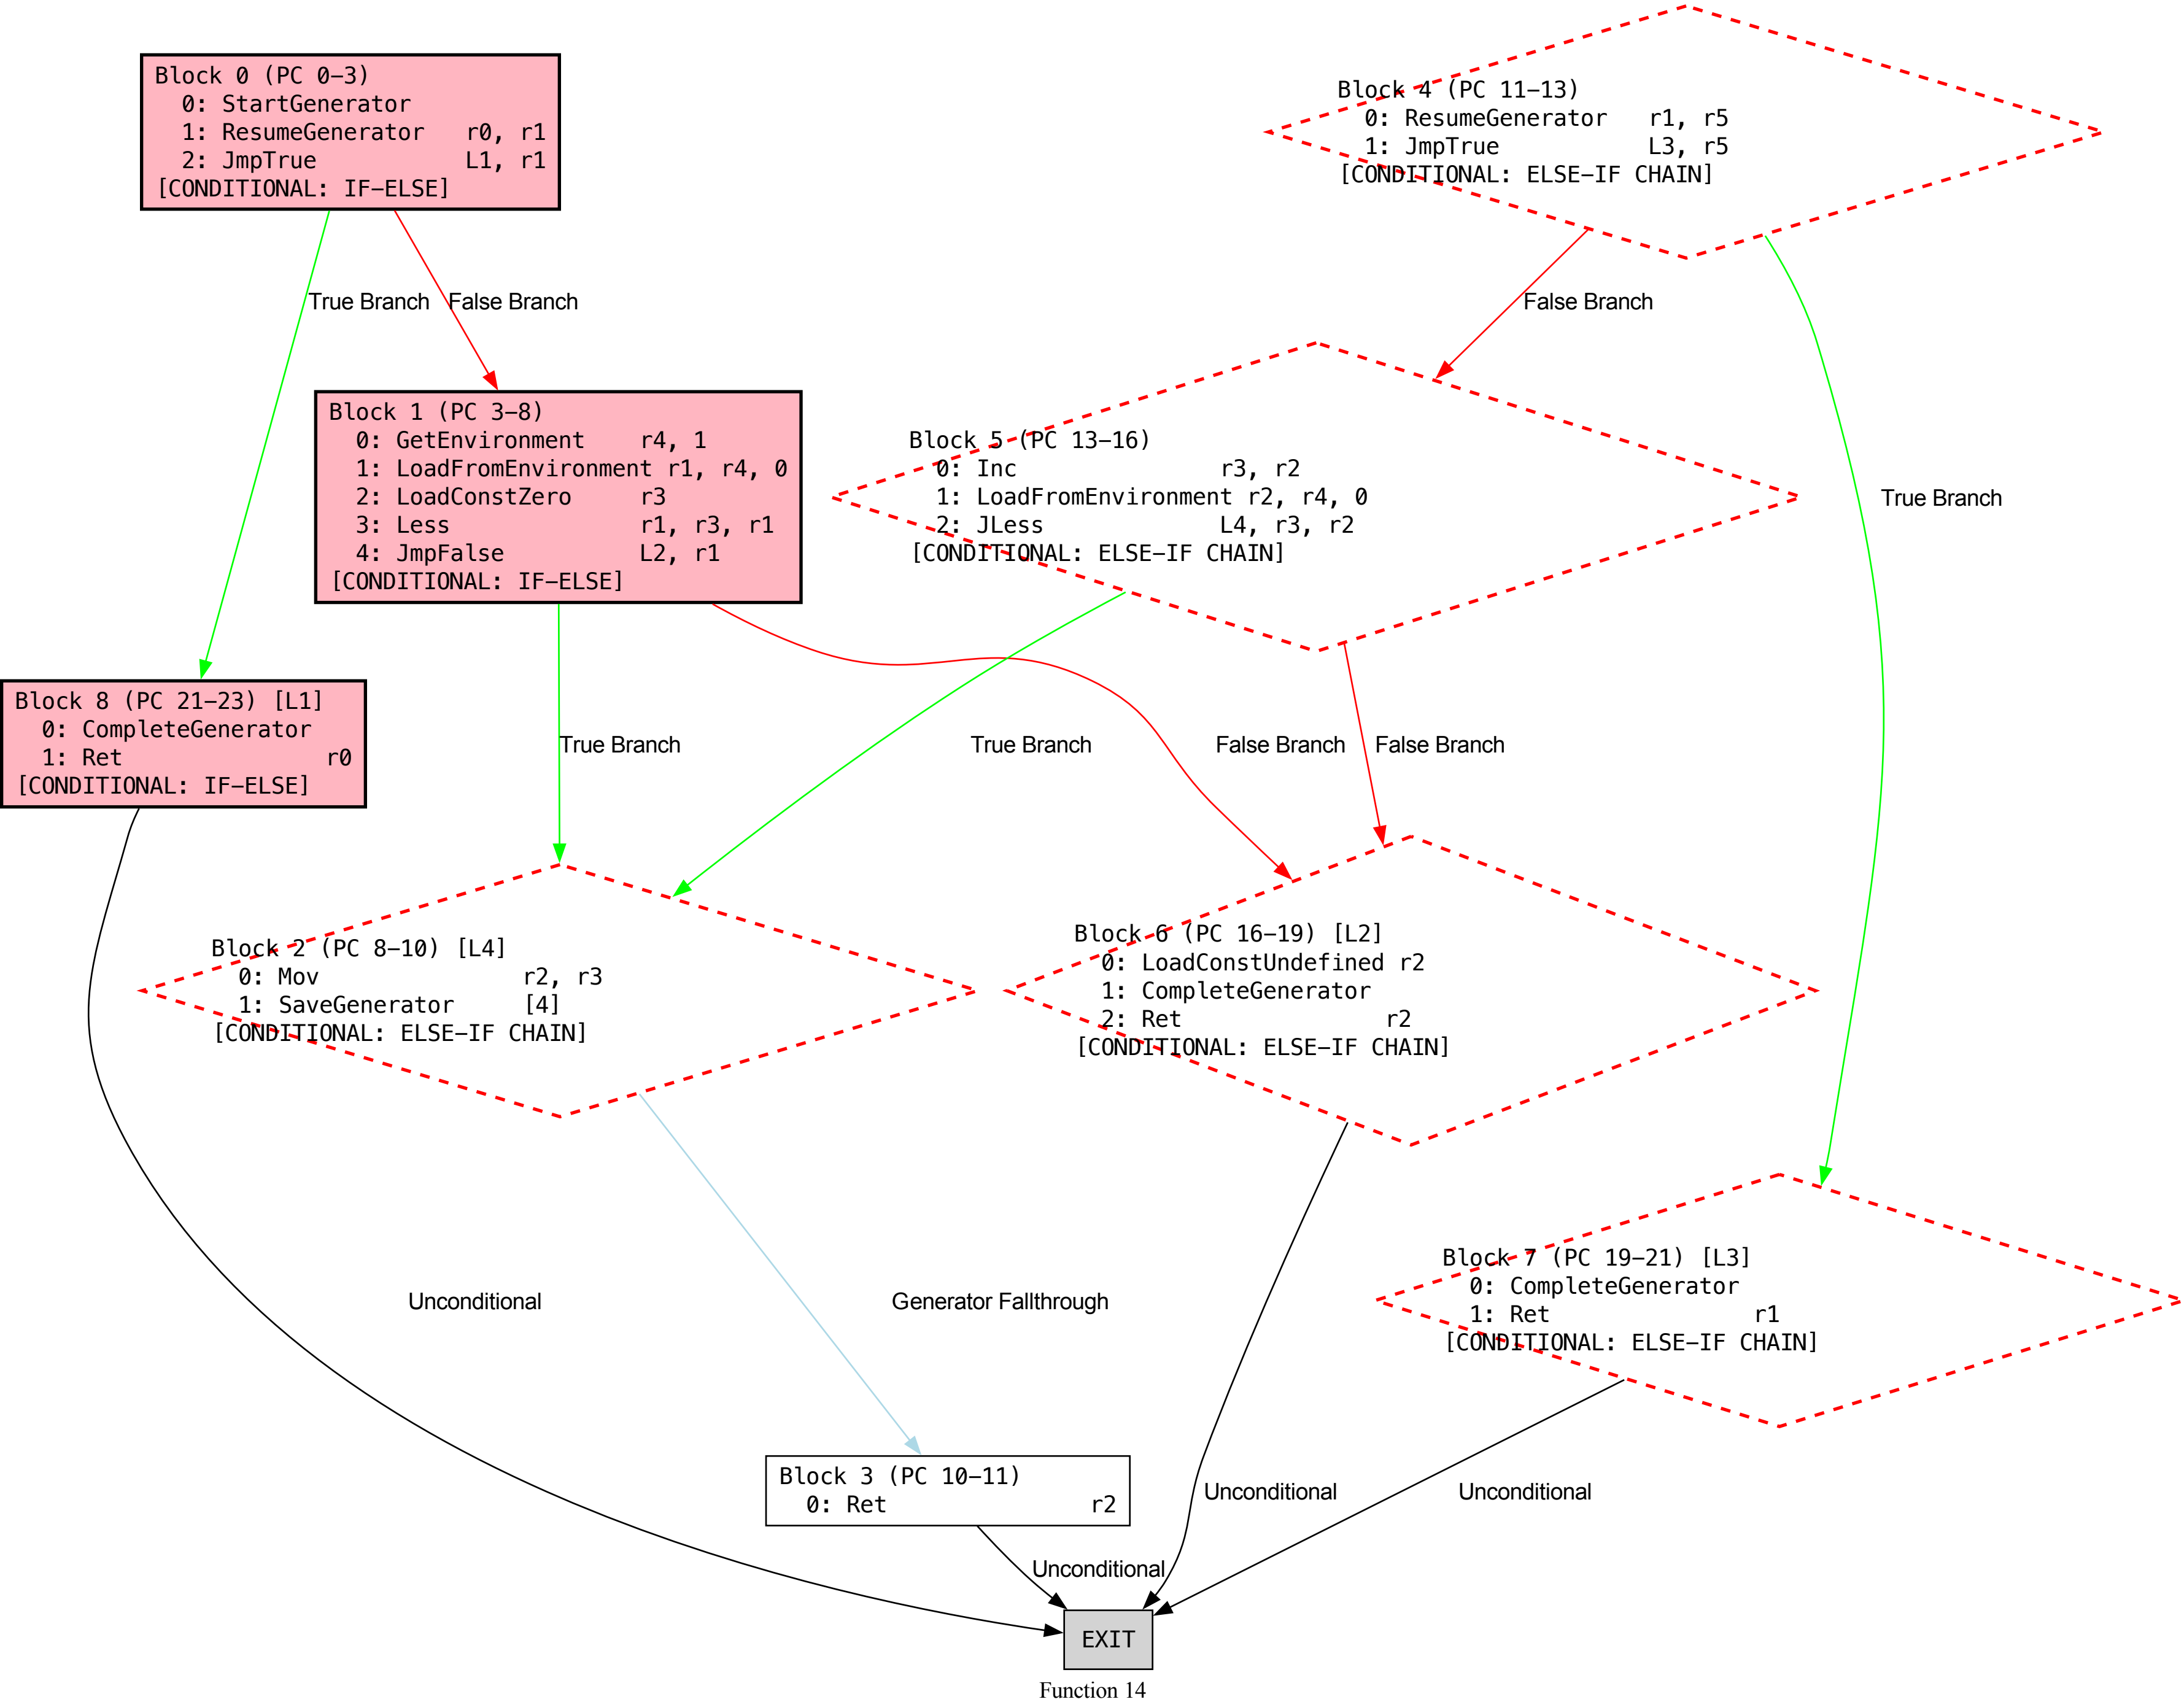 Block 0 (PC 0-3)
0: StartGenerator
1: ResumeGenerator r0, r1
2: JmpTrue L1, r1
[CONDITIONAL: IF-ELSE]
Block 4 (PC 11-13)
0: ResumeGenerator r1, r5
1: JmpTrue L3, r5
[CONDITIONAL: ELSE-IF CHAIN]
True Branch
False Branch
False Branch
Block 1 (PC 3-8)
0: GetEnvironment r4, 1
1: LoadFromEnvironment r1, r4, 0
2: LoadConstZero r3
3: Less r1, r3, r1
4: JmpFalse L2, r1
[CONDITIONAL: IF-ELSE]
Block 5 (PC 13-16)
0: Inc r3, r2
1: LoadFromEnvironment r2, r4, 0
2: JLess L4, r3, r2
[CONDITIONAL: ELSE-IF CHAIN]
True Branch
Block 8 (PC 21-23) [L1]
0: CompleteGenerator
1: Ret r0
[CONDITIONAL: IF-ELSE]
True Branch
True Branch
False Branch
False Branch
Block 2 (PC 8-10) [L4]
0: Mov r2, r3
1: SaveGenerator [4]
[CONDITIONAL: ELSE-IF CHAIN]
Block 6 (PC 16-19) [L2]
0: LoadConstUndefined r2
1: CompleteGenerator
2: Ret r2
[CONDITIONAL: ELSE-IF CHAIN]
Block 7 (PC 19-21) [L3]
0: CompleteGenerator
1: Ret r1
[CONDITIONAL: ELSE-IF CHAIN]
Unconditional
Generator Fallthrough
Block 3 (PC 10-11)
0: Ret r2
Unconditional
Unconditional
Unconditional
EXIT
Function 14